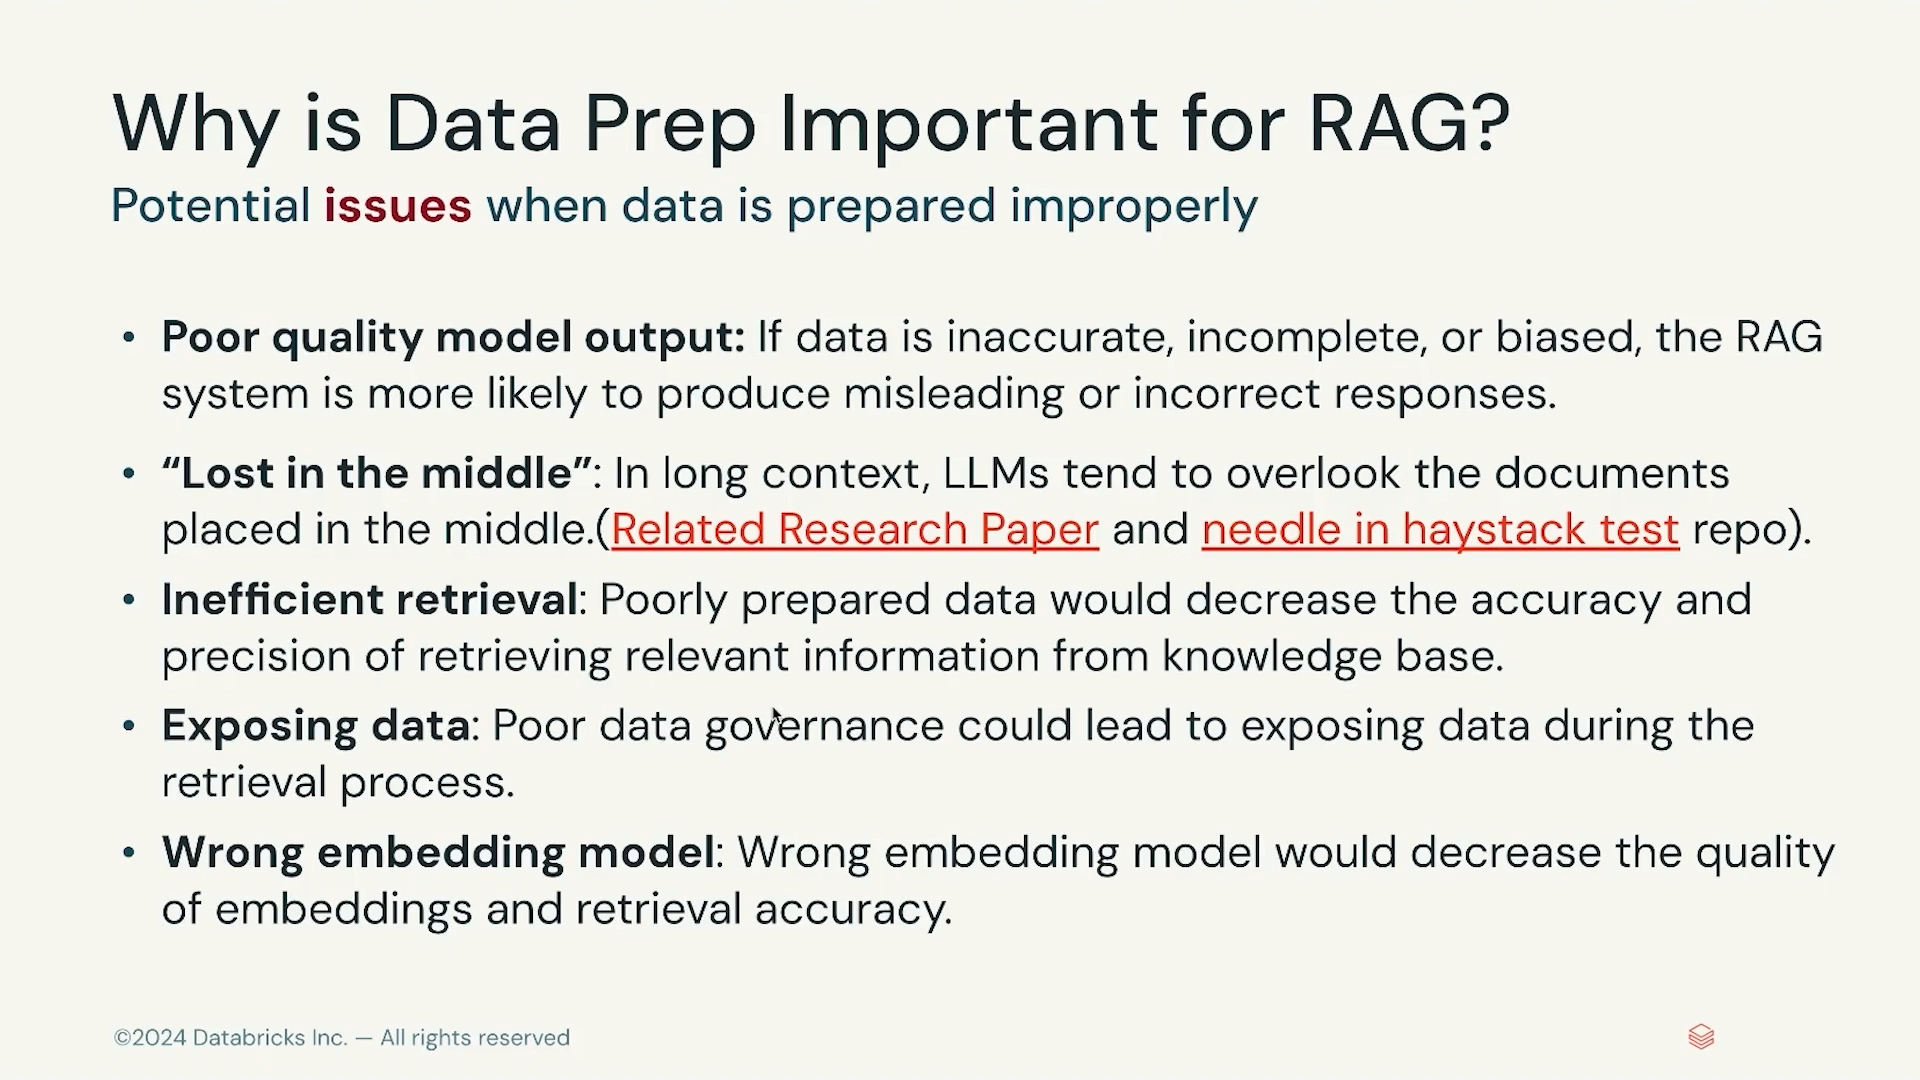 Why is Data Prep Important for RAG?
Potential issues when data is prepared improperly
• Poor quality model output: If data is inaccurate, incomplete, or biased, the RAG
system is more likely to produce misleading or incorrect responses.
• “Lost in the middle”: In long context, LLMs tend to overlook the documents
placed in the middle.(Related Research Paper and needle in haystack test repo).
• Inefficient retrieval: Poorly prepared data would decrease the accuracy and
precision of retrieving relevant information from knowledge base.
• Exposing data: Poor data governance could lead to exposing data during the
retrieval process.
• Wrong embedding model: Wrong embedding model would decrease the quality
of embeddings and retrieval accuracy.
©2024 Databricks Inc. — All rights reserved